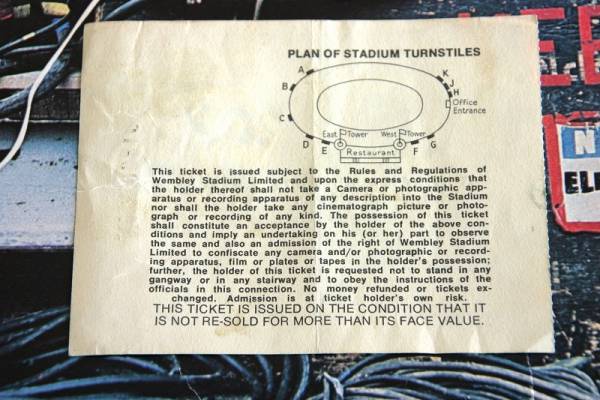 PLAN OF STADIUM TURNSTILES
A
B
C
D
E
F
G
H
J
K
Office
Entrance
East Tower
West Tower
Restaurant
This ticket is issued subject to the Rules and Regulations of
Wembley Stadium Limited and upon the express conditions that
the holder thereof shall not take a Camera or photographic app-
aratus or recording apparatus of any description into the Stadium
nor shall the holder take any cinematograph picture or photo-
graph or recording of any kind. The possession of this ticket
shall constitute an acceptance by the holder of the above con-
ditions and imply an undertaking on his (or her) part to observe
the same and also an admission of the right of Wembley Stadium
Limited to confiscate any camera and/or photographic or record-
ing apparatus, film or plates or tapes in the holder's possession;
further, the holder of this ticket is requested not to stand in any
gangway or in any stairway and to obey the instructions of the
officials in this connection. No money refunded or tickets ex-
changed. Admission is at ticket holder's own risk.
THIS TICKET IS ISSUED ON THE CONDITION THAT IT
IS NOT RE-SOLD FOR MORE THAN ITS FACE VALUE.